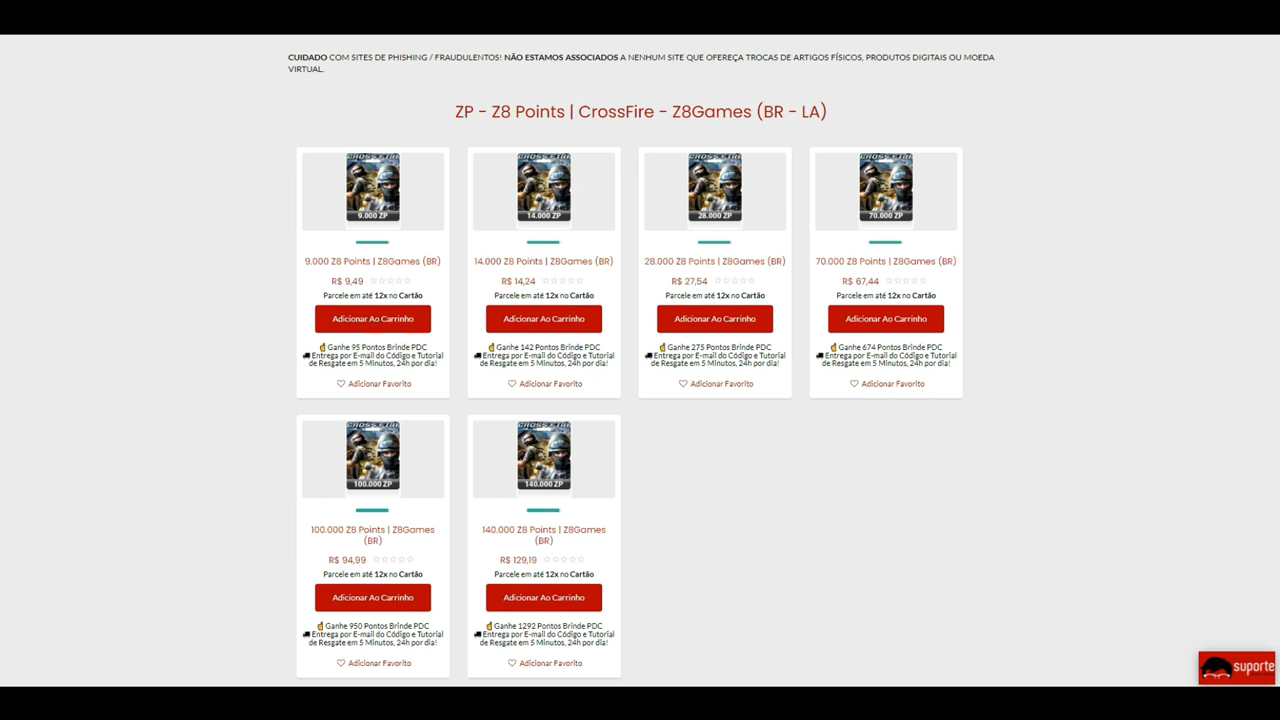 CUIDADO COM SITES DE PHISHING / FRAUDULENTOS! NÃO ESTAMOS ASSOCIADOS A NENHUM SITE QUE OFEREÇA TROCAS DE ARTIGOS FÍSICOS, PRODUTOS DIGITAIS OU MOEDA
VIRTUAL.
ZP - Z8 Points | CrossFire - Z8Games (BR - LA)
CROSS FIRE
9.000 ZP
9.000 Z8 Points | Z8Games (BR)
R$ 9,49
Parcele em até 12x no Cartão
Adicionar Ao Carrinho
Ganhe 95 Pontos Brinde PDC
Entrega por E-mail do Código e Tutorial
de Resgate em 5 Minutos, 24h por dia!
Adicionar Favorito
CROSS FIRE
14.000 ZP
14.000 Z8 Points | Z8Games (BR)
R$ 14,24
Parcele em até 12x no Cartão
Adicionar Ao Carrinho
Ganhe 142 Pontos Brinde PDC
Entrega por E-mail do Código e Tutorial
de Resgate em 5 Minutos, 24h por dia!
Adicionar Favorito
CROSS FIRE
28.000 ZP
28.000 Z8 Points | Z8Games (BR)
R$ 27,54
Parcele em até 12x no Cartão
Adicionar Ao Carrinho
Ganhe 275 Pontos Brinde PDC
Entrega por E-mail do Código e Tutorial
de Resgate em 5 Minutos, 24h por dia!
Adicionar Favorito
CROSS FIRE
70.000 ZP
70.000 Z8 Points | Z8Games (BR)
R$ 67,44
Parcele em até 12x no Cartão
Adicionar Ao Carrinho
Ganhe 674 Pontos Brinde PDC
Entrega por E-mail do Código e Tutorial
de Resgate em 5 Minutos, 24h por dia!
Adicionar Favorito
CROSS FIRE
100.000 ZP
100.000 Z8 Points | Z8Games
(BR)
R$ 94,99
Parcele em até 12x no Cartão
Adicionar Ao Carrinho
Ganhe 950 Pontos Brinde PDC
Entrega por E-mail do Código e Tutorial
de Resgate em 5 Minutos, 24h por dia!
Adicionar Favorito
CROSS FIRE
140.000 ZP
140.000 Z8 Points | Z8Games
(BR)
R$ 129,19
Parcele em até 12x no Cartão
Adicionar Ao Carrinho
Ganhe 1292 Pontos Brinde PDC
Entrega por E-mail do Código e Tutorial
de Resgate em 5 Minutos, 24h por dia!
Adicionar Favorito
suporte